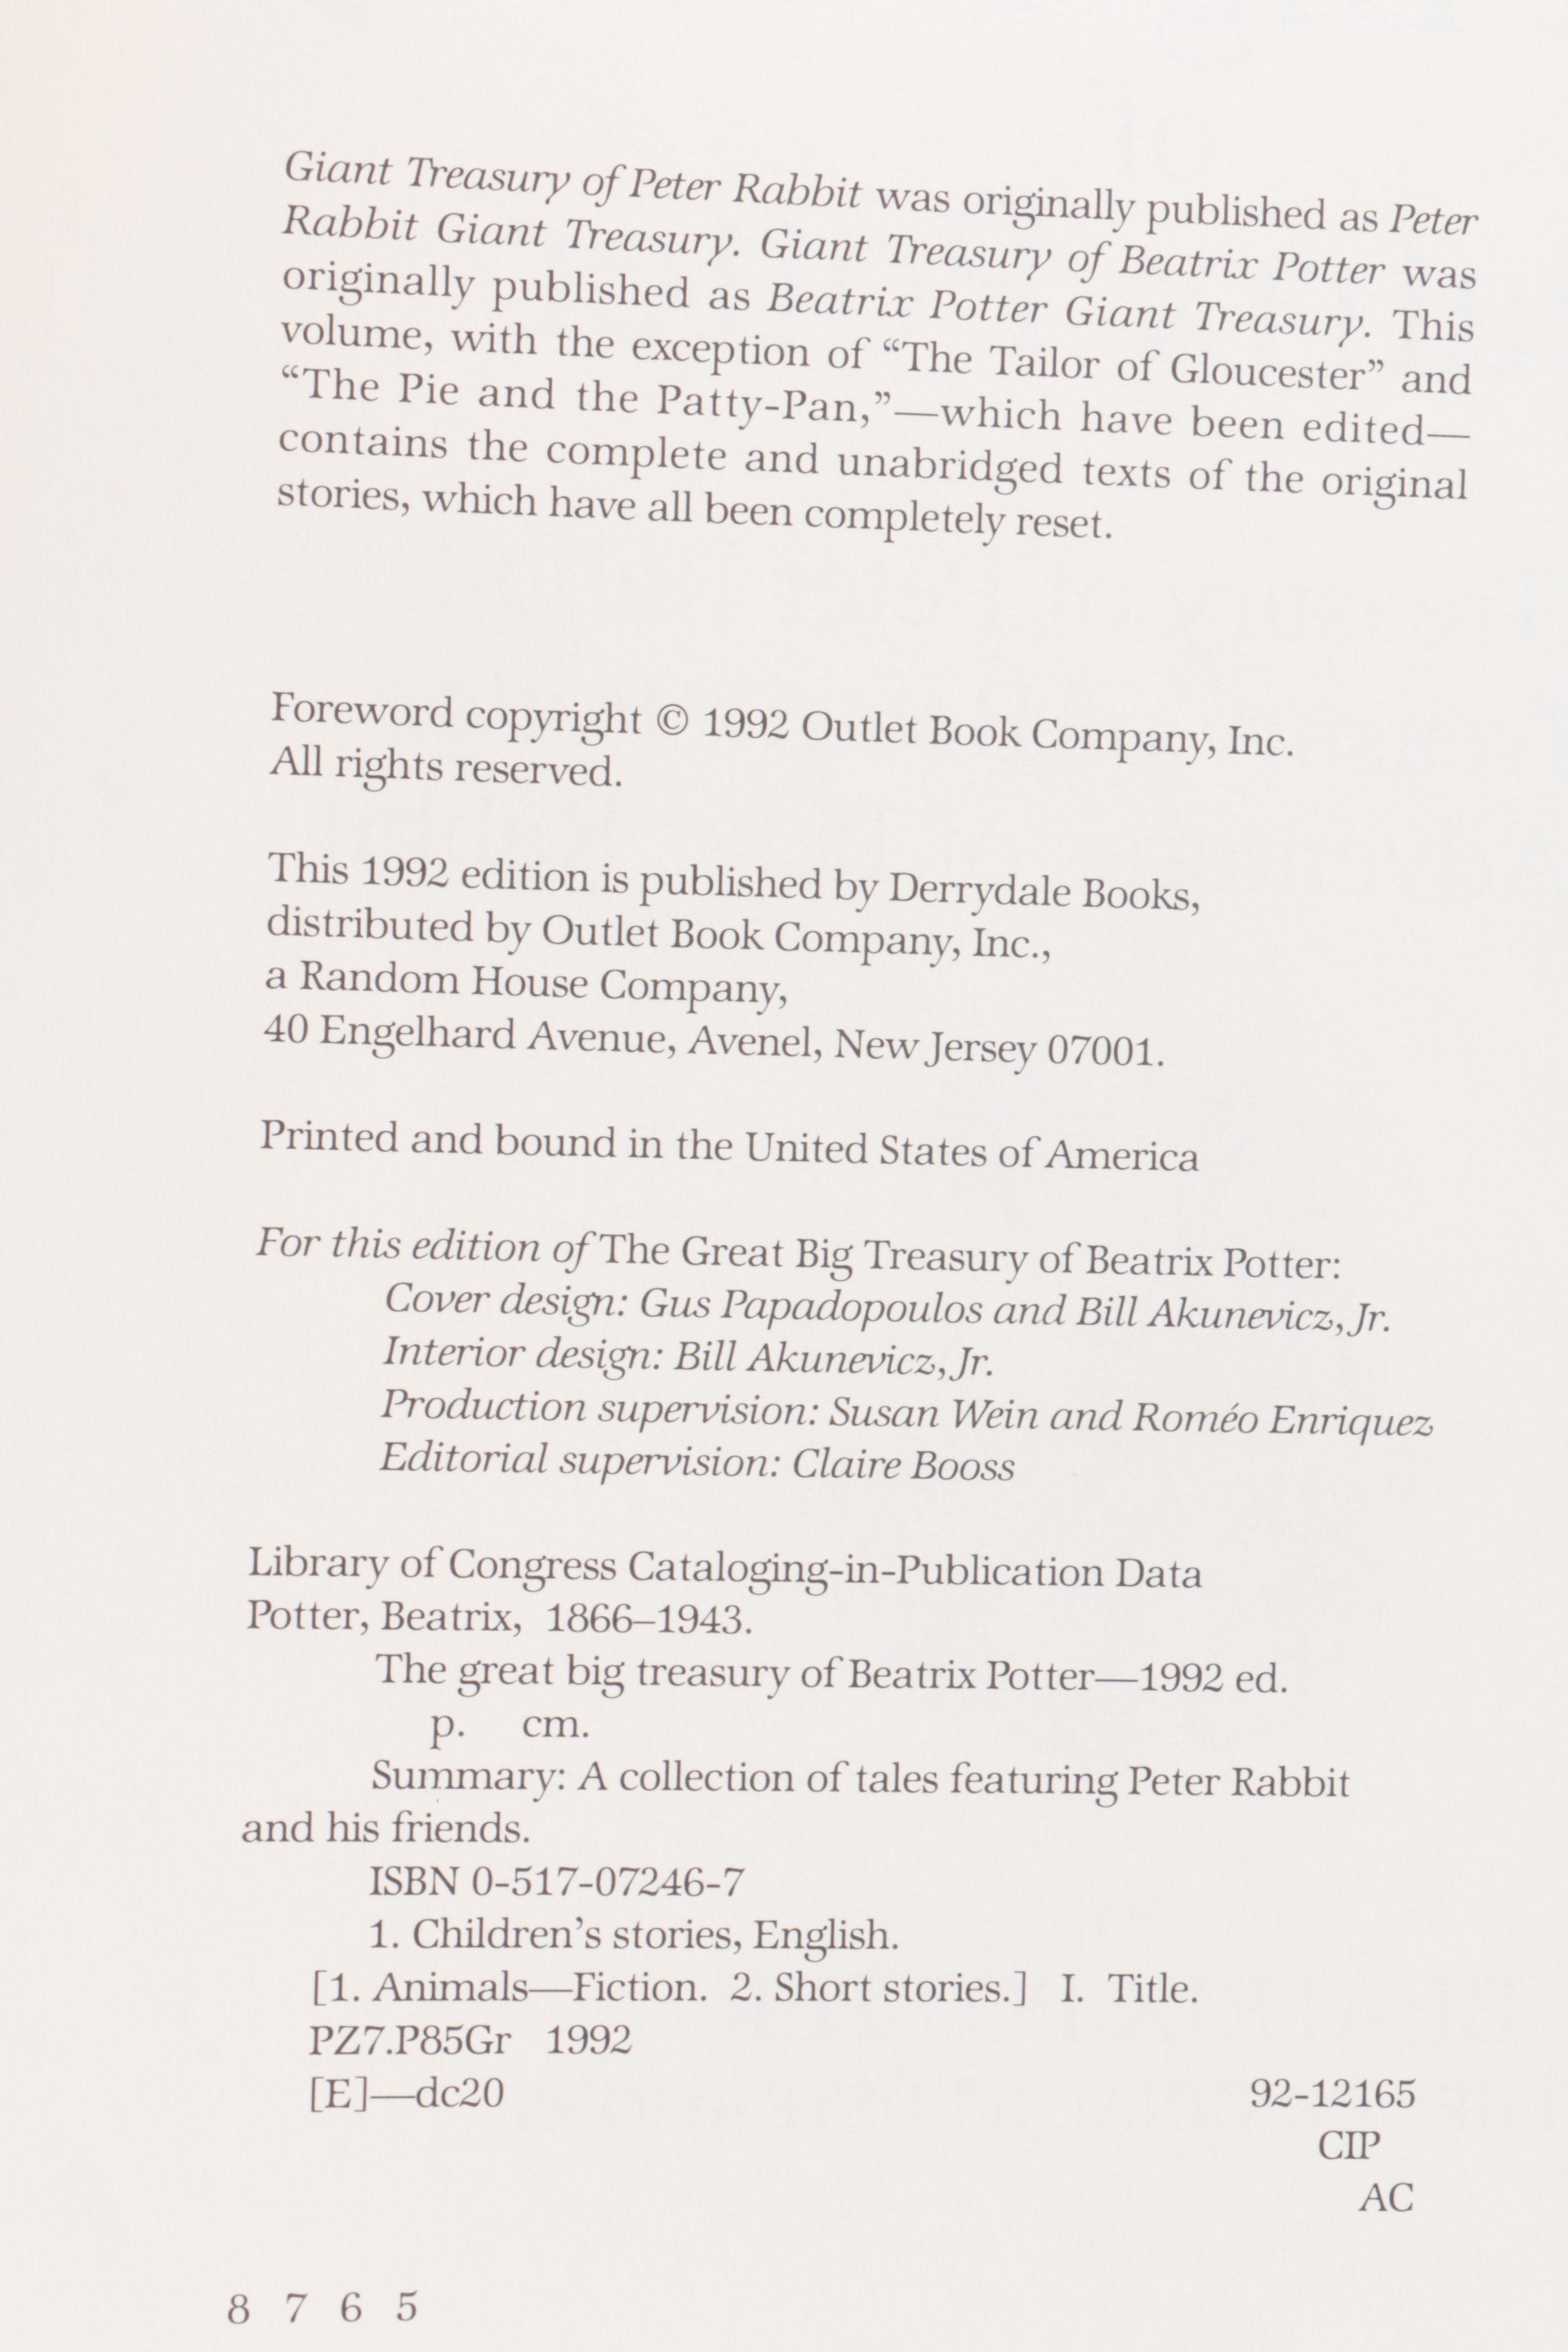 Giant Treasury of Peter Rabbit was originally published as Peter
Rabbit Giant Treasury. Giant Treasury of Beatrix Potter was
originally published as Beatrix Potter Giant Treasury. This
volume, with the exception of “The Tailor of Gloucester” and
“The Pie and the Patty-Pan,”—which have been edited—
contains the complete and unabridged texts of the original
stories, which have all been completely reset.
Foreword copyright © 1992 Outlet Book Company, Inc.
All rights reserved.
This 1992 edition is published by Derrydale Books,
distributed by Outlet Book Company, Inc.,
a Random House Company,
40 Engelhard Avenue, Avenel, New Jersey 07001.
Printed and bound in the United States of America
For this edition of The Great Big Treasury of Beatrix Potter:
Cover design: Gus Papadopoulos and Bill Akunevicz, Jr.
Interior design: Bill Akunevicz, Jr.
Production supervision: Susan Wein and Roméo Enriquez
Editorial supervision: Claire Booss
Library of Congress Cataloging-in-Publication Data
Potter, Beatrix, 1866–1943.
The great big treasury of Beatrix Potter—1992 ed.
p. cm.
Summary: A collection of tales featuring Peter Rabbit
and his friends.
ISBN 0-517-07246-7
1. Children’s stories, English.
[1. Animals—Fiction. 2. Short stories.] I. Title.
PZ7.P85Gr 1992
[E]—dc20 92-12165
CIP
AC
8 7 6 5